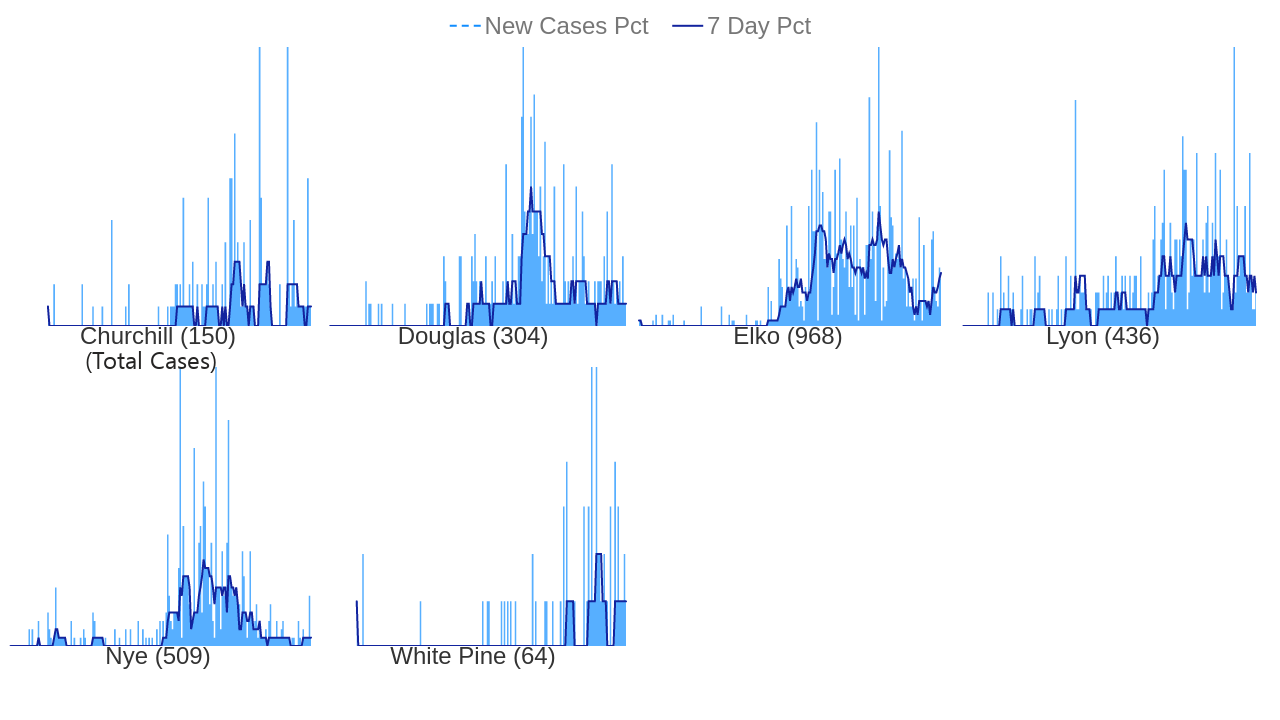 New Cases Pct 7 Day Pct
Churchill (150)
(Total Cases)
Douglas (304)
Elko (968)
Lyon (436)
Nye (509)
White Pine (64)